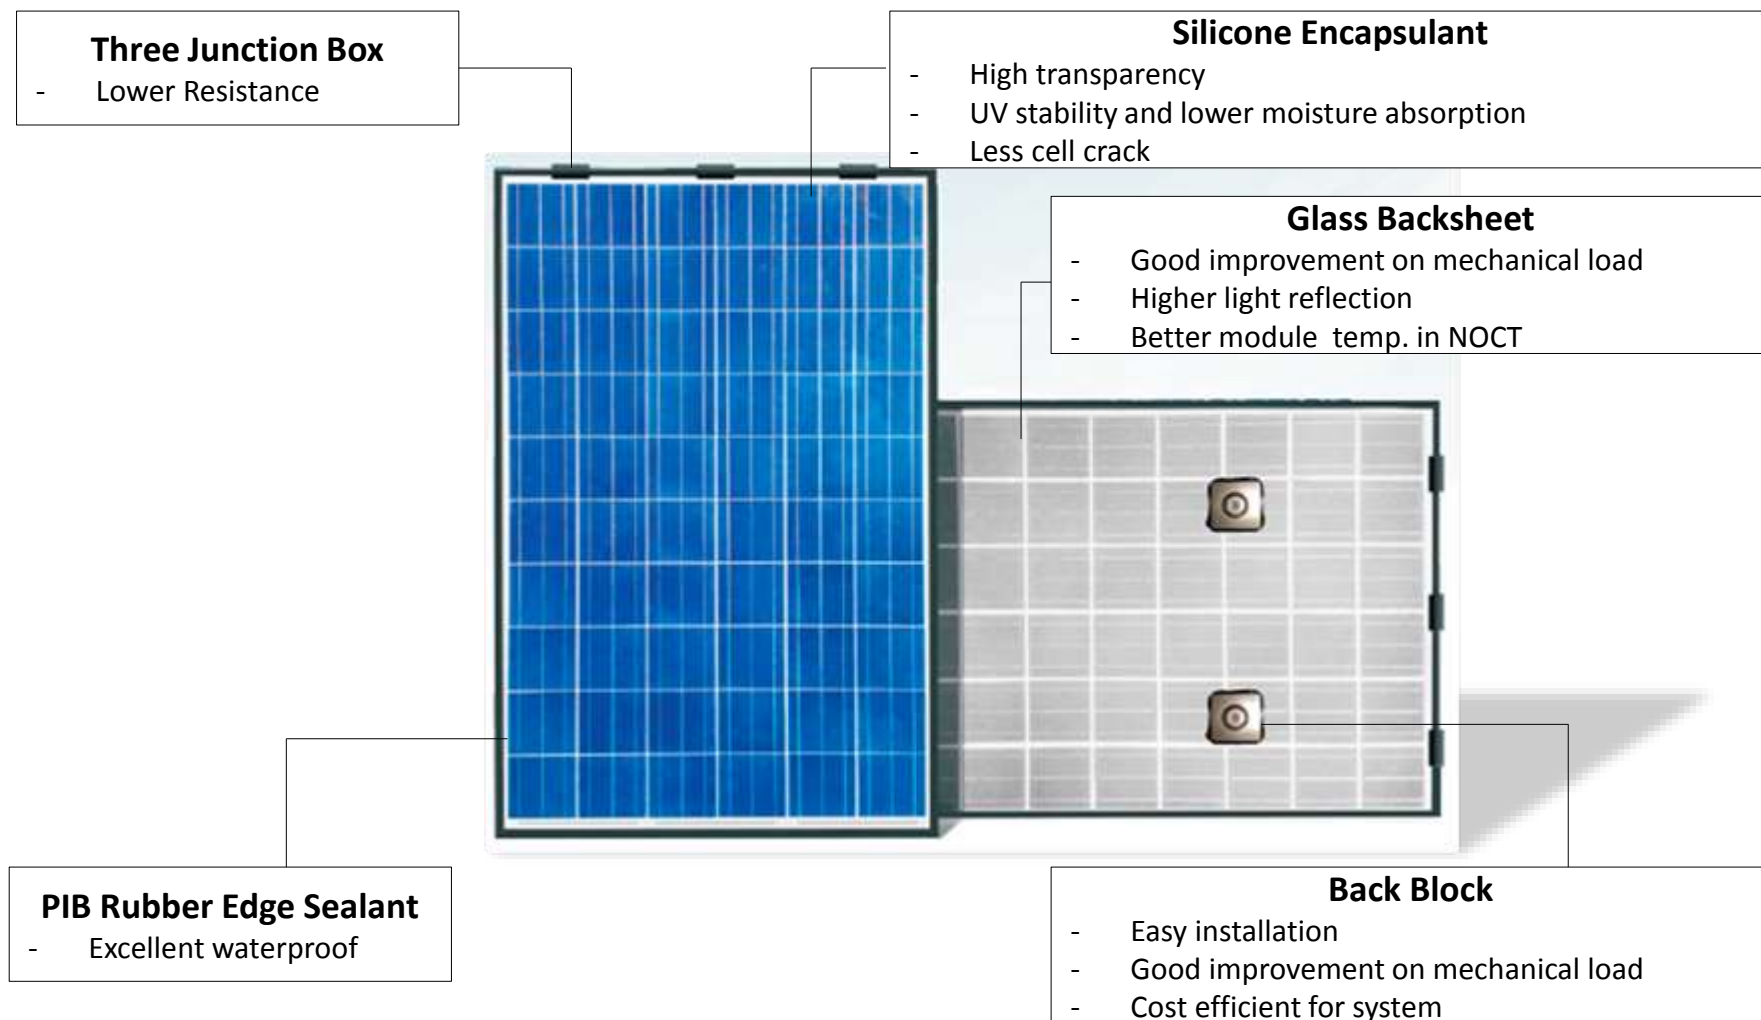 Three Junction Box
- Lower Resistance
Silicone Encapsulant
- High transparency
- UV stability and lower moisture absorption
- Less cell crack
Glass Backsheet
- Good improvement on mechanical load
- Higher light reflection
- Better module temp. in NOCT
PIB Rubber Edge Sealant
- Excellent waterproof
Back Block
- Easy installation
- Good improvement on mechanical load
- Cost efficient for system